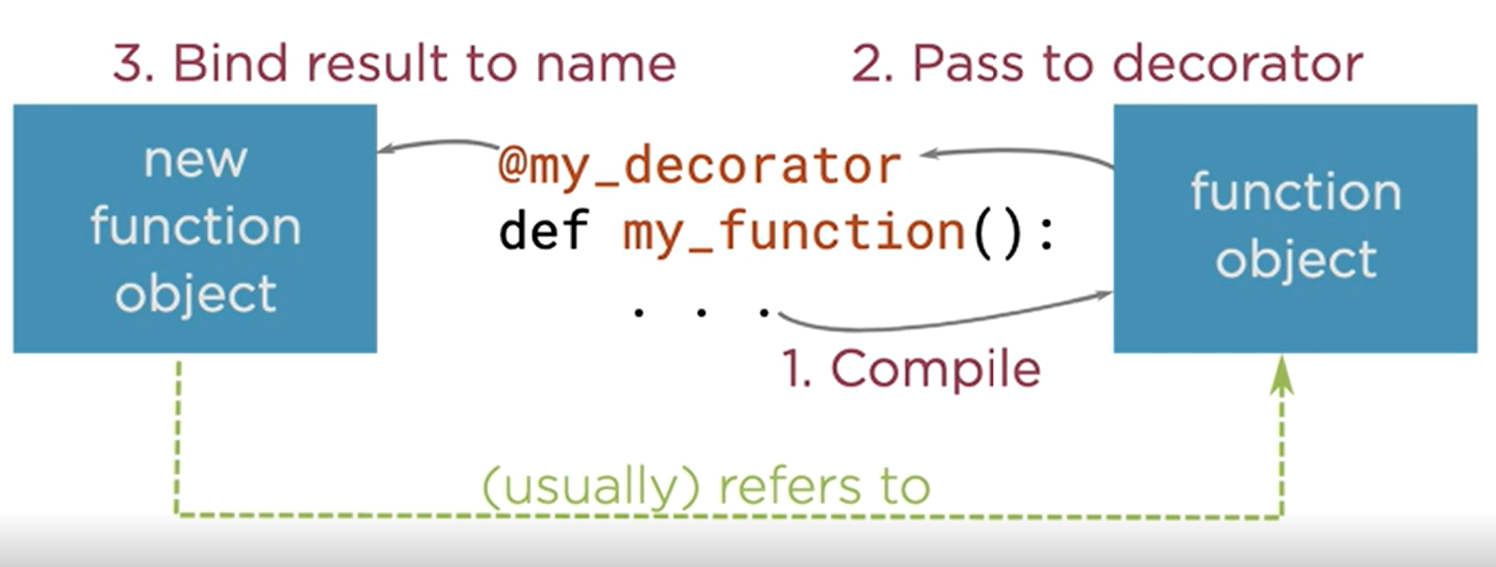 3. Bind result to name
2. Pass to decorator
new
function
object
@my_decorator
def my_function():
. . .
function
object
1. Compile
(usually) refers to